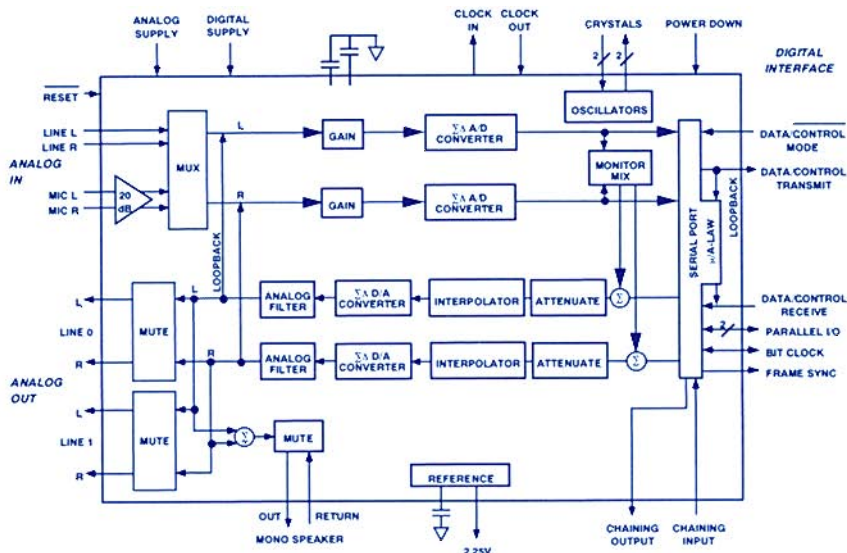 ANALOG SUPPLY
DIGITAL SUPPLY
CLOCK IN
CLOCK OUT
CRYSTALS
POWER DOWN
2
2
DIGITAL INTERFACE
RESET
OSCILLATORS
LINE L
LINE R
ANALOG IN
MIC L
MIC R
20 dB
MUX
L
R
GAIN
ΣΔ A/D CONVERTER
MONITOR MIX
GAIN
ΣΔ A/D CONVERTER
DATA/CONTROL MODE
DATA/CONTROL TRANSMIT
LOOPBACK
SERIAL PORT
μ/A-LAW
LOOPBACK
L
LINE 0
R
MUTE
L
R
ANALOG FILTER
ΣΔ D/A CONVERTER
INTERPOLATOR
ATTENUATE
Σ
ANALOG FILTER
ΣΔ D/A CONVERTER
INTERPOLATOR
ATTENUATE
Σ
DATA/CONTROL RECEIVE
2
PARALLEL I/O
BIT CLOCK
FRAME SYNC
ANALOG OUT
L
LINE 1
R
MUTE
Σ
MUTE
REFERENCE
OUT
RETURN
MONO SPEAKER
2.25V
CHAINING OUTPUT
CHAINING INPUT